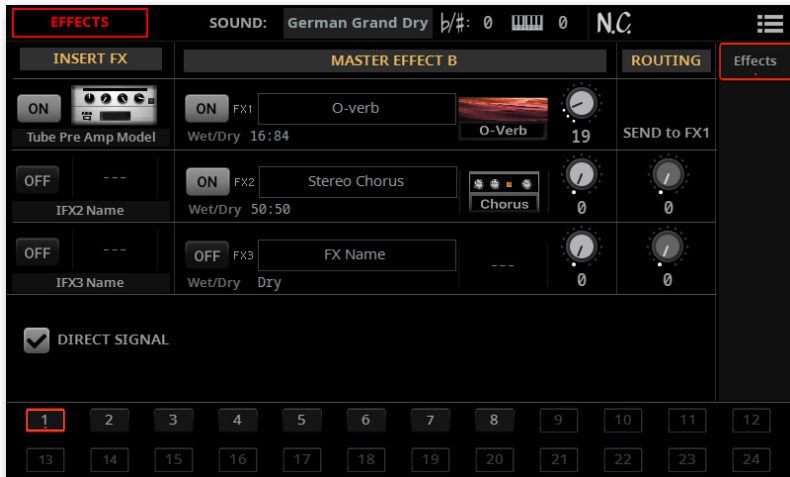 EFFECTS SOUND: German Grand Dry ♭/#: 0 0 N.C.
INSERT FX MASTER EFFECT B ROUTING Effects
ON ON FX1 O-verb
Tube Pre Amp Model Wet/Dry 16:84 O-Verb 19 SEND to FX1
OFF --- ON FX2 Stereo Chorus
IFX2 Name Wet/Dry 50:50 Chorus 0 0
OFF --- OFF FX3 FX Name ---
IFX3 Name Wet/Dry Dry 0 0
DIRECT SIGNAL
1 2 3 4 5 6 7 8 9 10 11 12
13 14 15 16 17 18 19 20 21 22 23 24